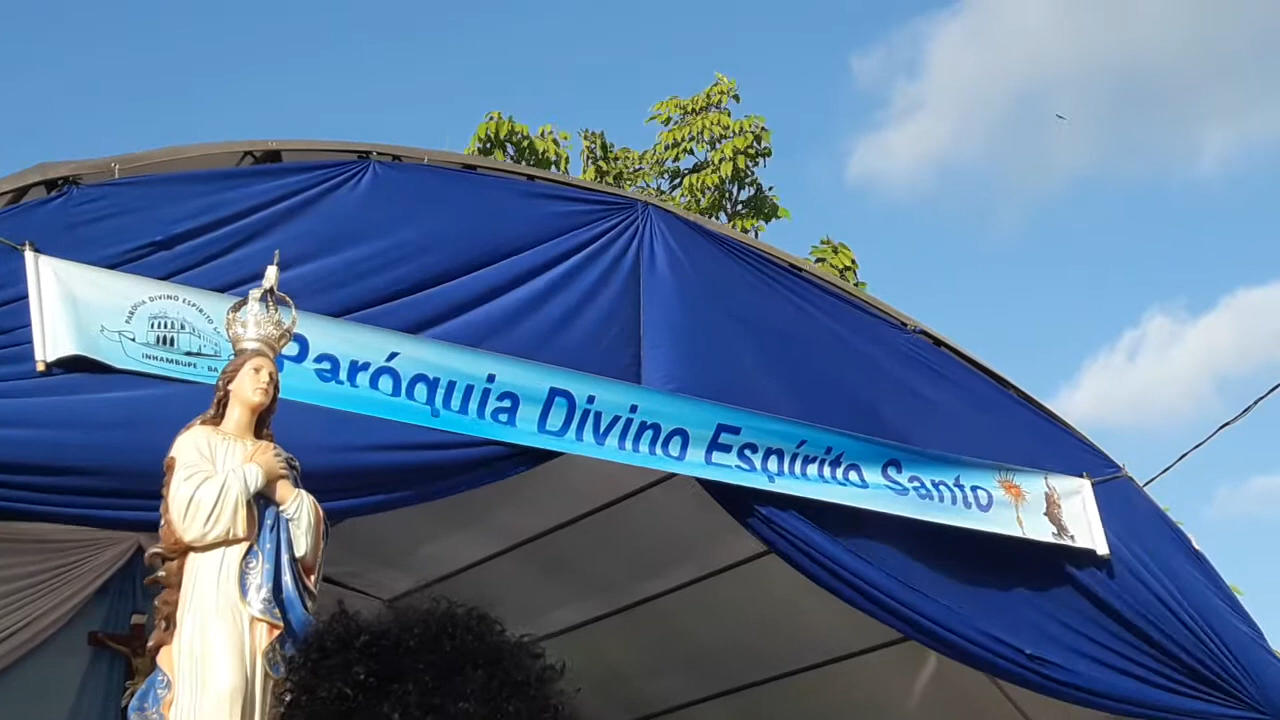 PARÓQUIA DIVINO ESPÍRITO
INHAMBUPE - BA
Paróquia Divino Espírito Santo